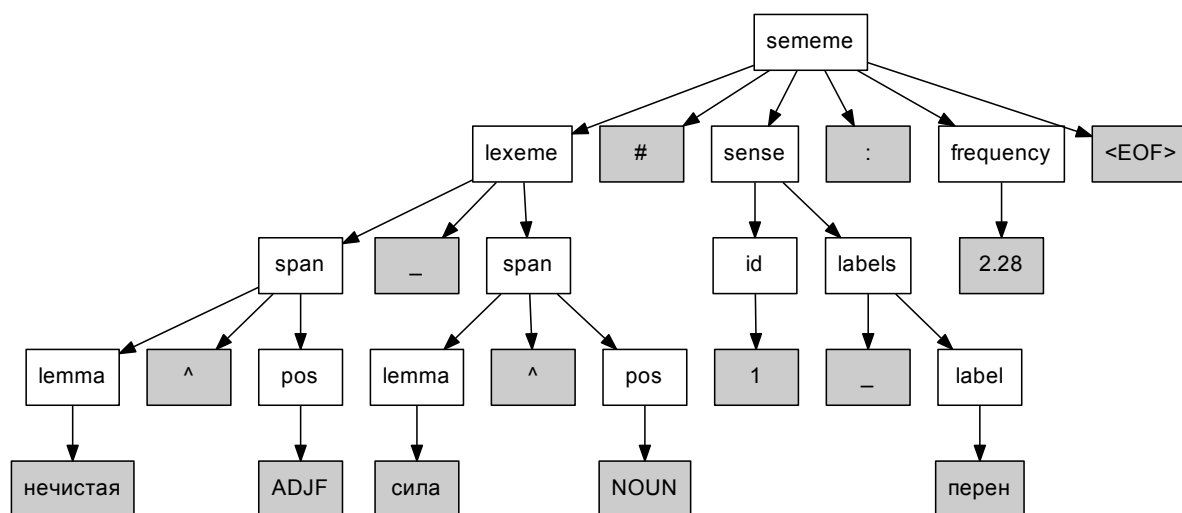 sememe
lexeme # sense : frequency <EOF>
span _ span id labels 2.28
lemma ^ pos lemma ^ pos 1 _ label
нечистая ADJF сила NOUN перен